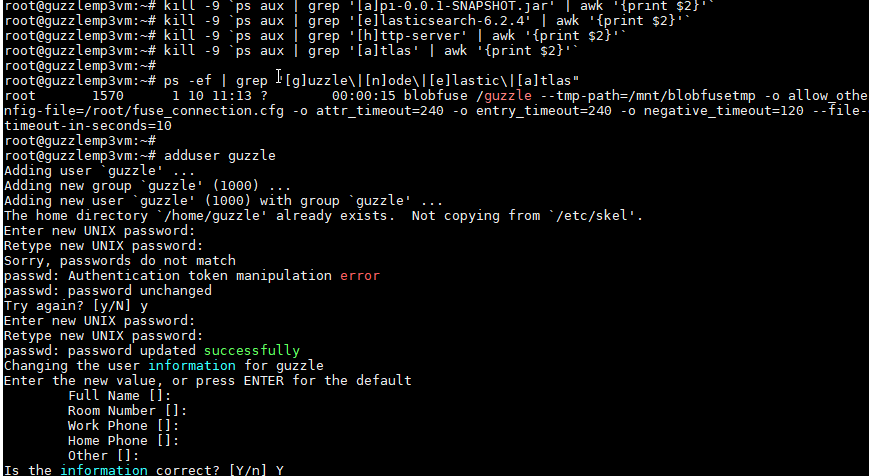 root@guzzlemp3vm:~# kill -9 `ps aux | grep '[a]pi-0.0.1-SNAPSHOT.jar' | awk '{print $2}'`
root@guzzlemp3vm:~# kill -9 `ps aux | grep '[e]lasticsearch-6.2.4' | awk '{print $2}'`
root@guzzlemp3vm:~# kill -9 `ps aux | grep '[h]ttp-server' | awk '{print $2}'`
root@guzzlemp3vm:~# kill -9 `ps aux | grep '[a]tlas' | awk '{print $2}'`
root@guzzlemp3vm:~#
root@guzzlemp3vm:~# ps -ef | grep "[g]uzzle\|[n]ode\|[e]lastic\|[a]tlas"
root 1570 1 10 11:13 ? 00:00:15 blobfuse /guzzle --tmp-path=/mnt/blobfusetmp -o allow_othe
nfig-file=/root/fuse_connection.cfg -o attr_timeout=240 -o entry_timeout=240 -o negative_timeout=120 --file-
timeout-in-seconds=10
root@guzzlemp3vm:~#
root@guzzlemp3vm:~# adduser guzzle
Adding user `guzzle' ...
Adding new group `guzzle' (1000) ...
Adding new user `guzzle' (1000) with group `guzzle' ...
The home directory `/home/guzzle' already exists.  Not copying from `/etc/skel'.
Enter new UNIX password:
Retype new UNIX password:
Sorry, passwords do not match
passwd: Authentication token manipulation error
passwd: password unchanged
Try again? [y/N] y
Enter new UNIX password:
Retype new UNIX password:
passwd: password updated successfully
Changing the user information for guzzle
Enter the new value, or press ENTER for the default
Full Name []:
Room Number []:
Work Phone []:
Home Phone []:
Other []:
Is the information correct? [Y/n] Y